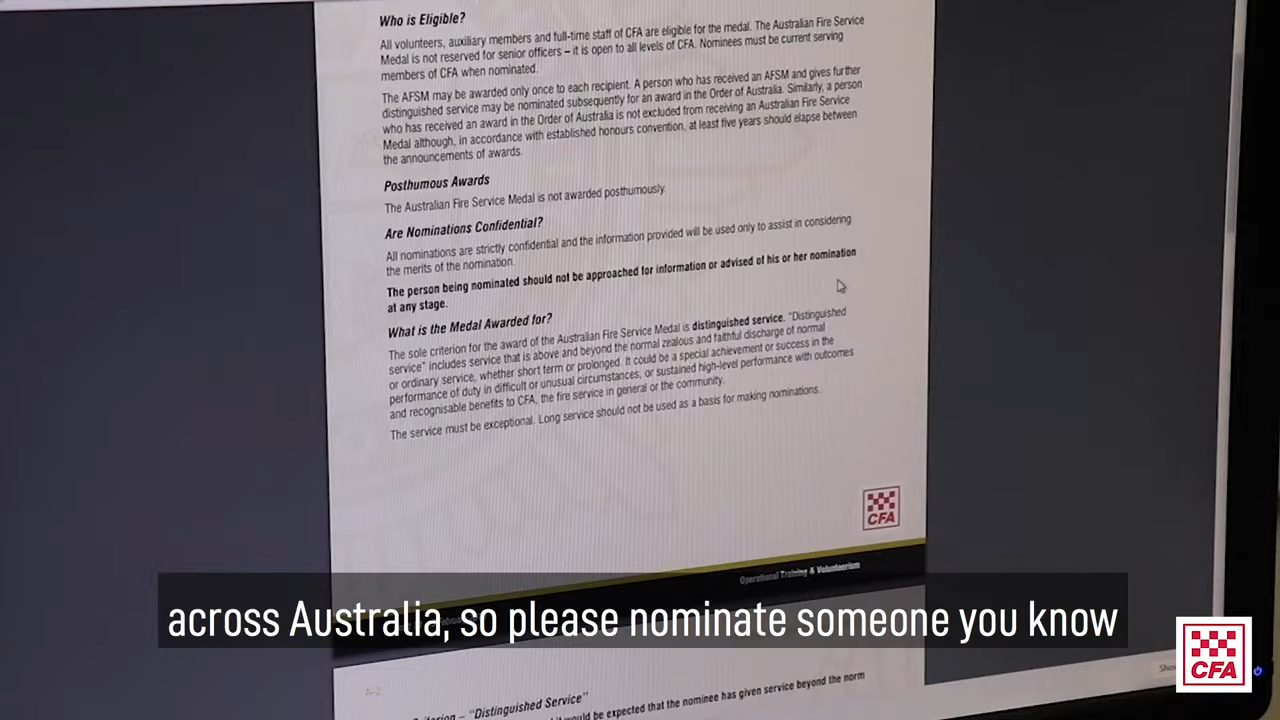 Who is Eligible?
All volunteers, auxiliary members and full-time staff of CFA are eligible for the medal. The Australian Fire Service
Medal is not reserved for senior officers – it is open to all levels of CFA. Nominees must be current serving
members of CFA when nominated.
The AFSM may be awarded only once to each recipient. A person who has received an AFSM and gives further
distinguished service may be nominated subsequently for an award in the Order of Australia. Similarly, a person
who has received an award in the Order of Australia is not excluded from receiving an Australian Fire Service
Medal although, in accordance with established honours convention, at least five years should elapse between
the announcements of awards.
Posthumous Awards
The Australian Fire Service Medal is not awarded posthumously.
Are Nominations Confidential?
All nominations are strictly confidential and the information provided will be used only to assist in considering
the merits of the nomination.
The person being nominated should not be approached for information or advised of his or her nomination
at any stage.
What is the Medal Awarded for?
The sole criterion for the award of the Australian Fire Service Medal is distinguished service. "Distinguished
service" includes service that is above and beyond the normal zealous and faithful discharge of normal
or ordinary service, whether short term or prolonged. It could be a special achievement or success in the
performance of duty in difficult or unusual circumstances, or sustained high-level performance with outcomes
and recognisable benefits to CFA, the fire service in general or the community.
The service must be exceptional. Long service should not be used as a basis for making nominations.
CFA
Operational Training & Volunteerism
across Australia, so please nominate someone you know
CFA
"Distinguished Service"
be expected that the nominee has given service beyond the norm